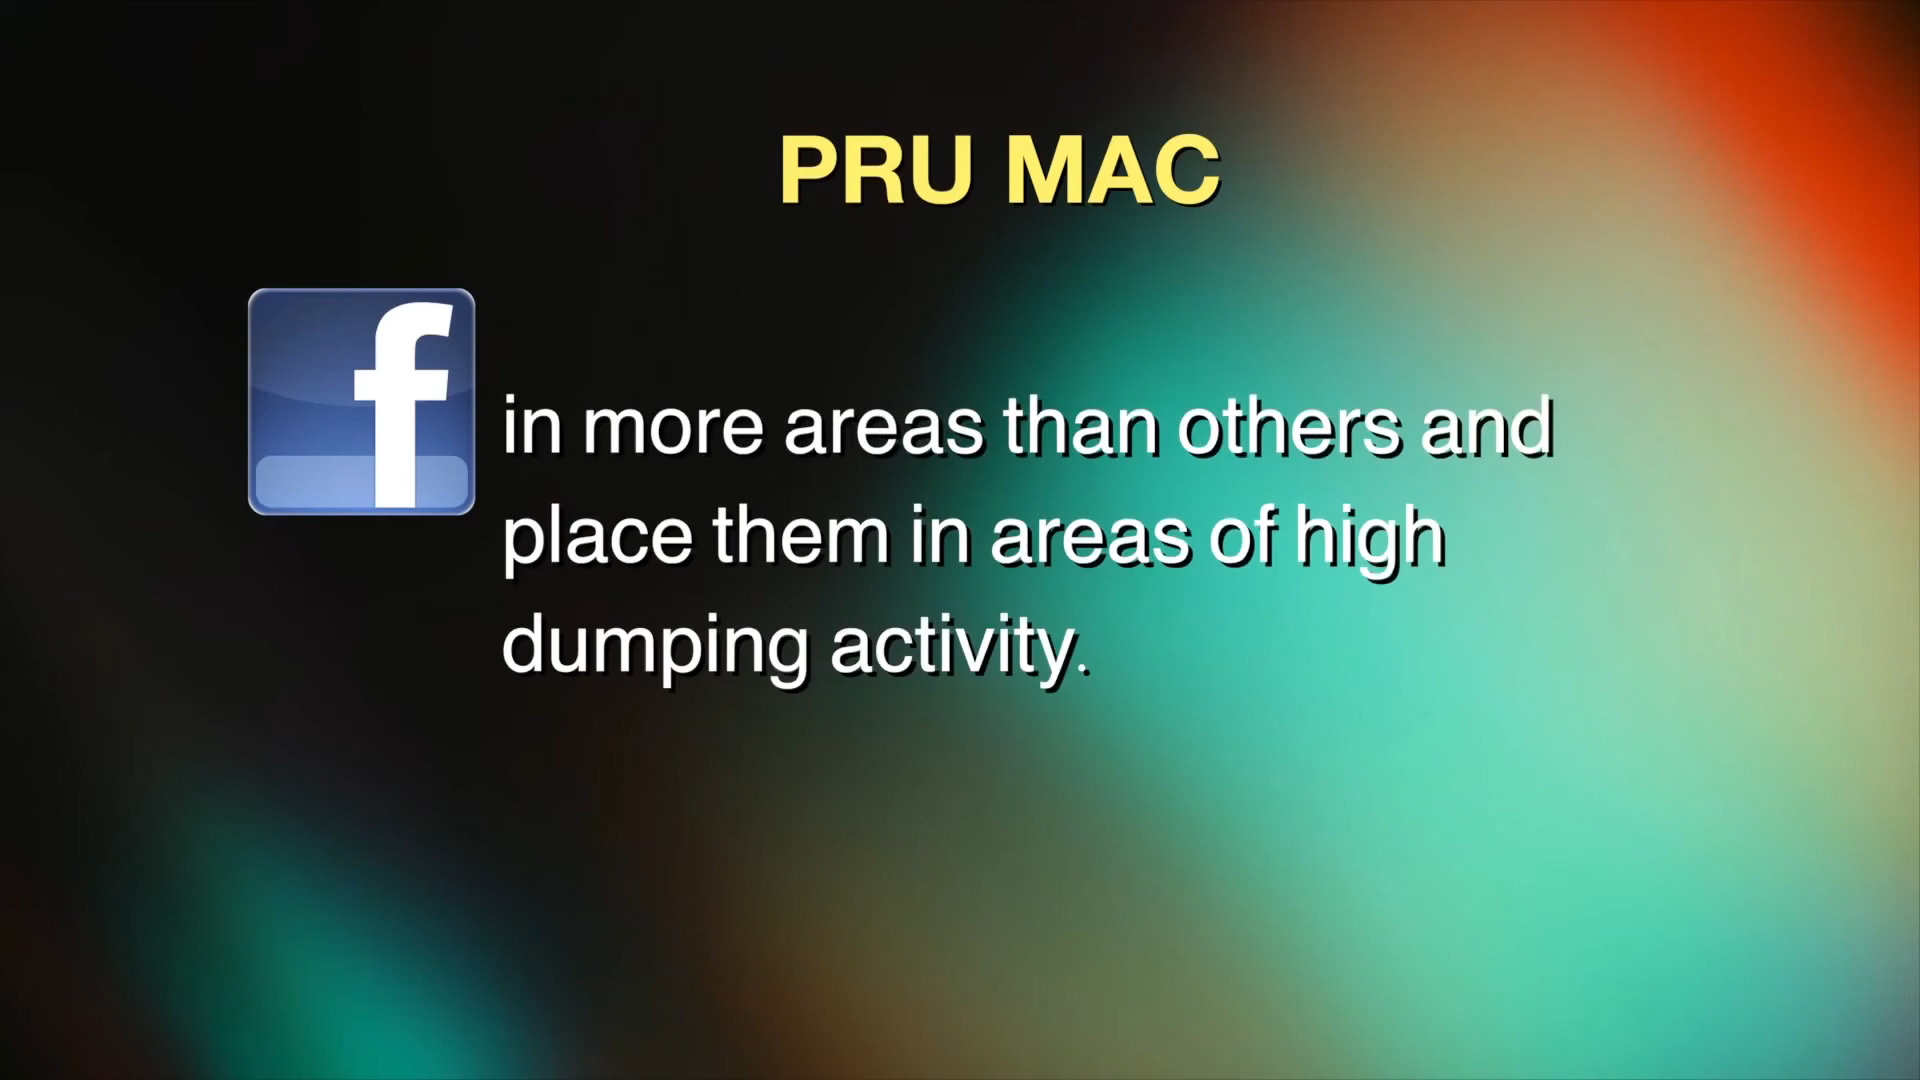 PRU MAC
f
in more areas than others and
place them in areas of high
dumping activity.